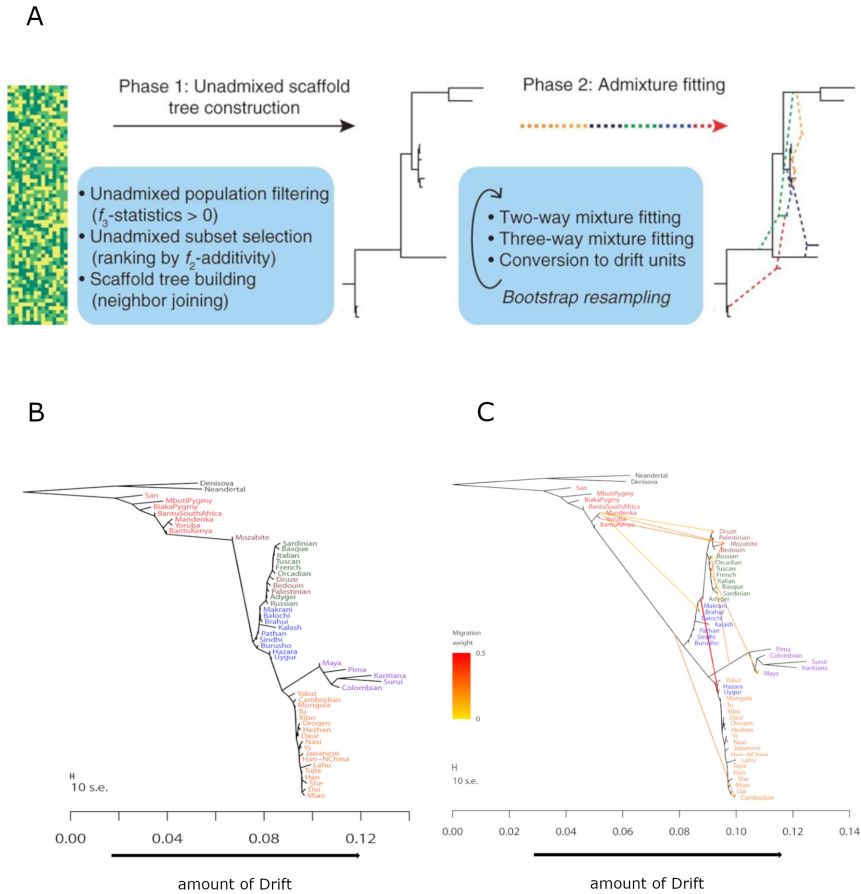 A
Phase 1: Unadmixed scaffold
tree construction
• Unadmixed population filtering
(f3-statistics > 0)
• Unadmixed subset selection
(ranking by f2-additivity)
• Scaffold tree building
(neighbor joining)
Phase 2: Admixture fitting
• Two-way mixture fitting
• Three-way mixture fitting
• Conversion to drift units
Bootstrap resampling
B
Denisova
Neandertal
San
MbutiPygmy
BiakaPygmy
BantuSouthAfrica
Mandenka
Yoruba
BantuKenya
Mozabite
Sardinian
Basque
Italian
Tuscan
French
Orcadian
Druze
Bedouin
Palestinian
Adygei
Russian
Makrani
Balochi
Brahui
Kalash
Pathan
Sindhi
Burusho
Hazara
Uygur
Maya
Pima
Karitiana
Surui
Colombian
Yakut
Cambodian
Mongola
Tu
Xibo
Oroqen
Hezhen
Daur
Naxi
Yi
Japanese
Han-NChina
Lahu
Tujia
Han
She
Dai
Miao
10 s.e.
0.00 0.04 0.08 0.12
amount of Drift
C
Neandertal
Denisova
San
MbutiPygmy
BiakaPygmy
BantuSouthAfrica
Mandenka
Yoruba
BantuKenya
Druze
Palestinian
Mozabite
Bedouin
Russian
Orcadian
Tuscan
French
Italian
Basque
Sardinian
Adygei
Makrani
Balochi
Brahui
Kalash
Pathan
Sindhi
Burusho
Pima
Colombian
Surui
Karitiana
Maya
Yakut
Hazara
Uygur
Mongola
Tu
Xibo
Daur
Oroqen
Hezhen
Yi
Naxi
Japanese
Han-NChina
Lahu
Tujia
Han
She
Miao
Dai
Cambodian
Migration
weight
0.5
0
10 s.e.
0.00 0.02 0.04 0.06 0.08 0.10 0.12 0.14
amount of Drift